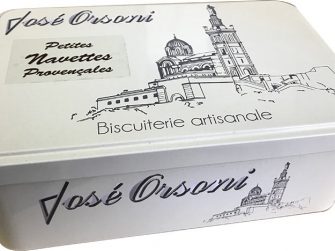 José Orsoni
Petites
Navettes
Provençales
Biscuiterie artisanale
José Orsoni